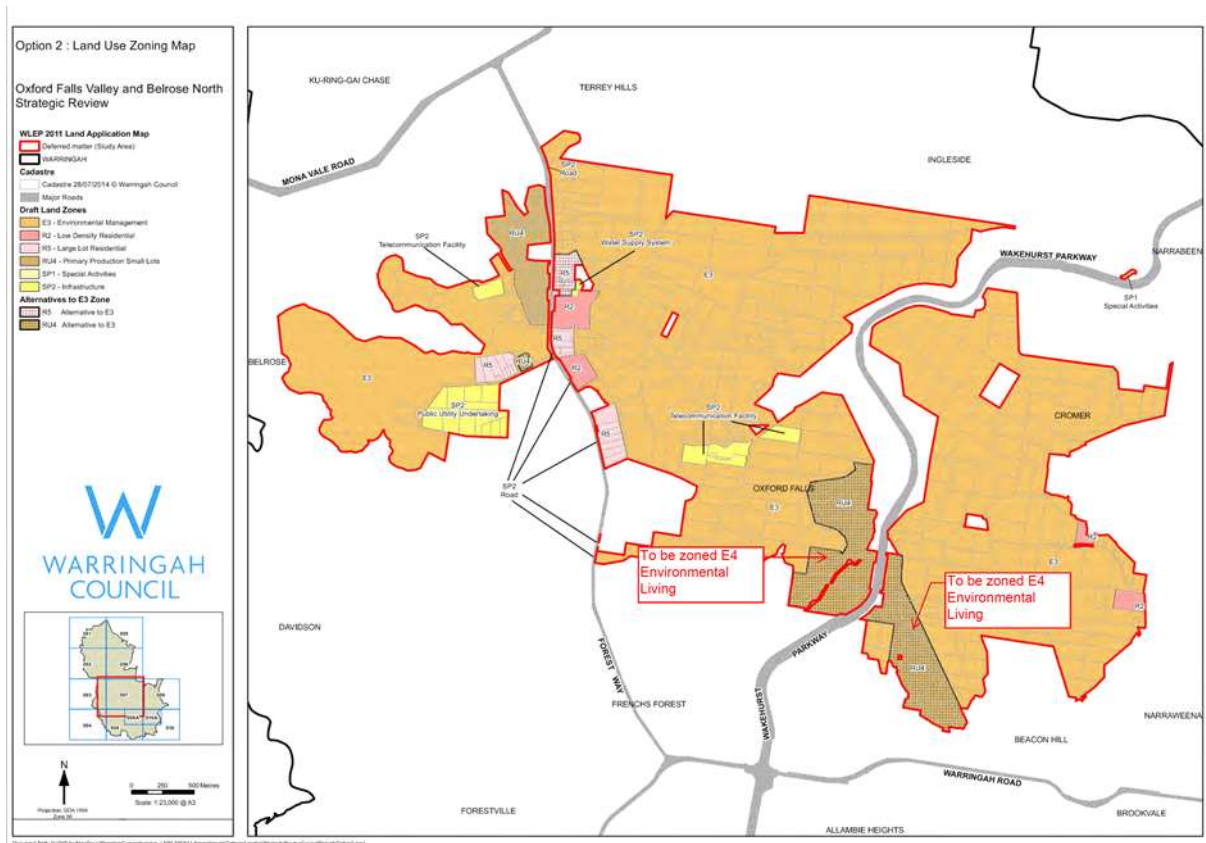 Option 2 : Land Use Zoning Map
Oxford Falls Valley and Belrose North
Strategic Review
WLEP 2011 Land Application Map
Deferred matter (Study Area)
WARRINGAH
Cadastre
Cadastre 28/07/2014 © Warringah Council
Major Roads
Draft Land Zones
E3 - Environmental Management
R2 - Low Density Residential
R5 - Large Lot Residential
RU4 - Primary Production Small Lots
SP1 - Special Activities
SP2 - Infrastructure
Alternatives to E3 Zone
R5 Alternative to E3
RU4 Alternative to E3
WARRINGAH
COUNCIL
N
0 250 500 Metres
Scale: 1:23,000 @ A3
KU-RING-GAI CHASE
TERREY HILLS
MONA VALE ROAD
INGLESIDE
SP2
Road
RU4
SP2
Telecommunication Facility
SP2
Water Supply System
E3
WAKEHURST PARKWAY
NARRABEEN
SP1
Special Activities
R5
R2
R5
BELROSE
R5
RU4
R2
E3
SP2
Public Utility Undertaking
R5
SP2
Telecommunication Facility
CROMER
SP2
Road
OXFORD FALLS
RU4
E3
R2
E3
To be zoned E4
Environmental
Living
To be zoned E4
Environmental
Living
R2
DAVIDSON
FOREST WAY
PARKWAY
RU4
WAKEHURST
FRENCHS FOREST
NARRAWEENA
BEACON HILL
WARRINGAH ROAD
FORESTVILLE
BROOKVALE
ALLAMBIE HEIGHTS